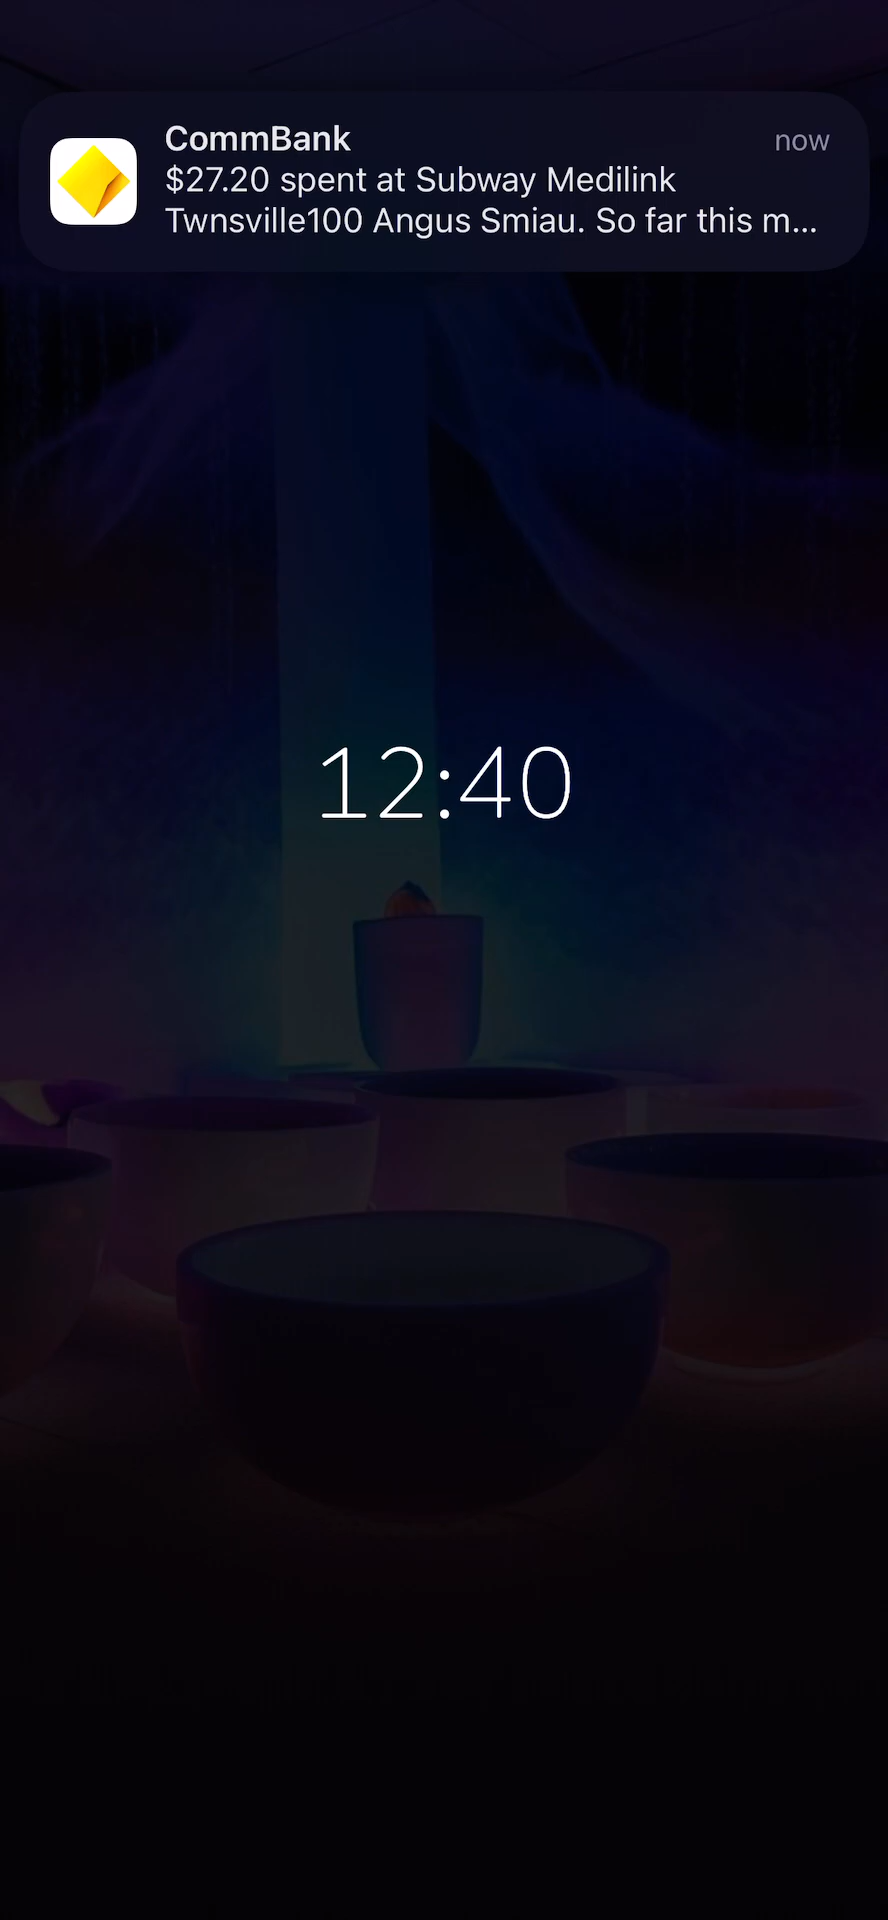 CommBank
now
$27.20 spent at Subway Medilink
Twnsville100 Angus Smiau. So far this m...
12:40